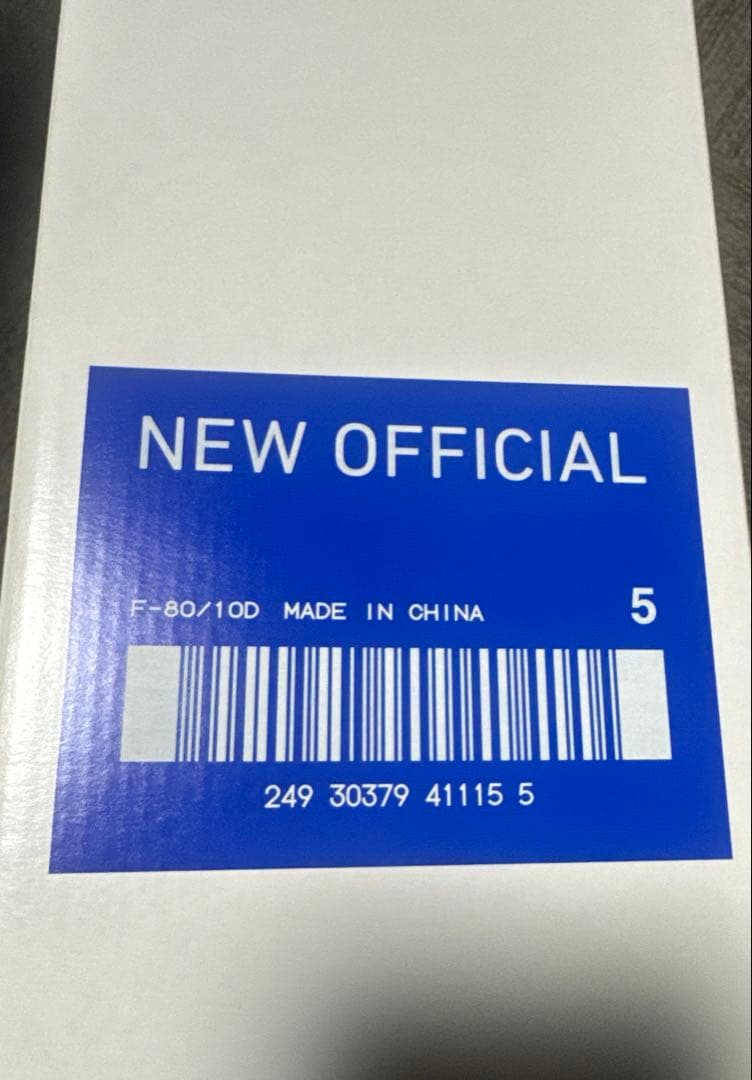 NEW OFFICIAL
F-80/10D MADE IN CHINA 5
249 30379 41115 5